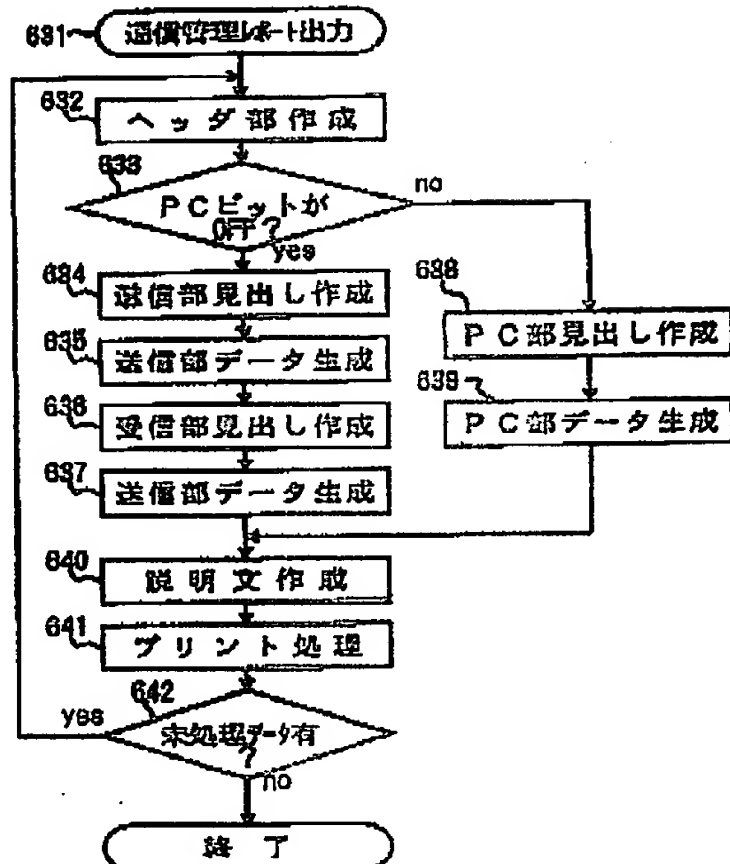 631
通信管理レポート出力
632
ヘッダ部作成
633
PCビットが
OFF?
no
yes
634
送信部見出し作成
635
送信部データ生成
636
受信部見出し作成
637
送信部データ生成
638
PC部見出し作成
639
PC部データ生成
640
説明文作成
641
プリント処理
642
未処理データ有
?
yes
no
終了